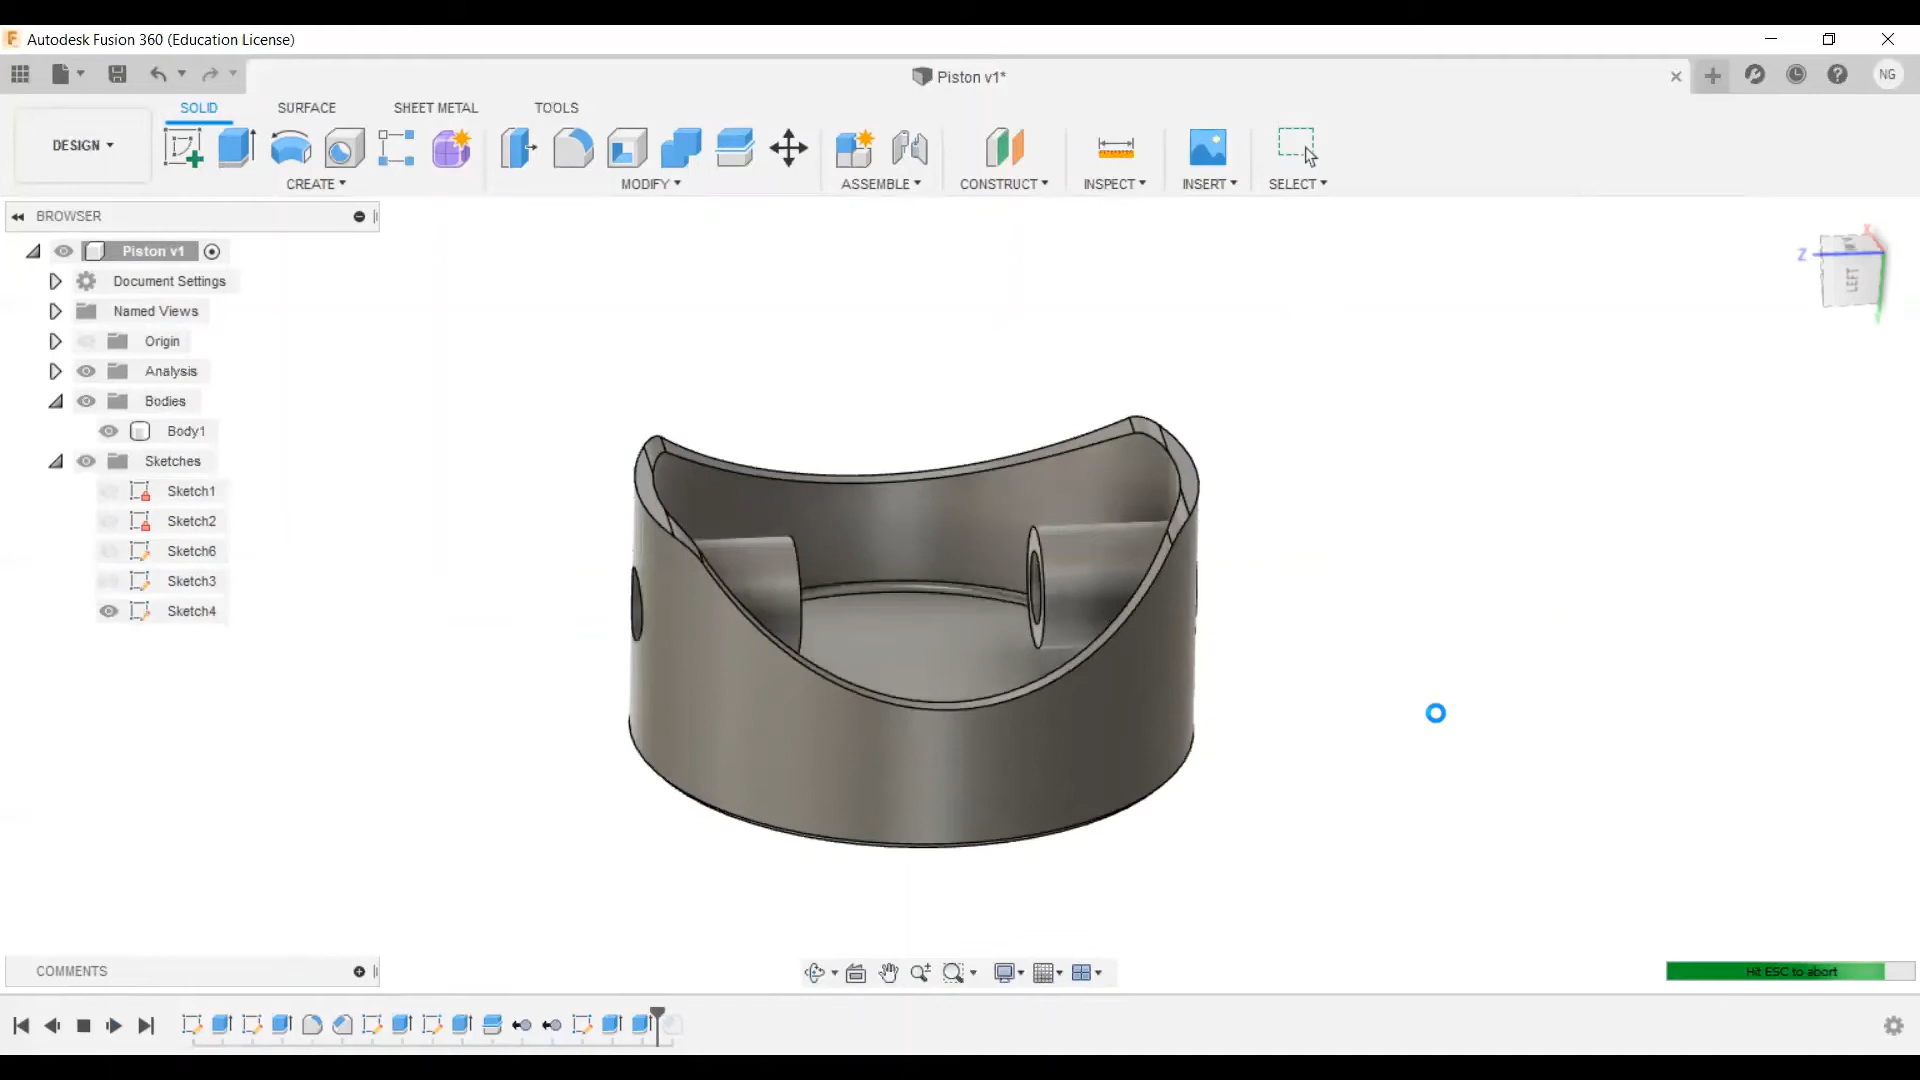 Autodesk Fusion 360 (Education License)
Piston v1*
NG
SOLID SURFACE SHEET METAL TOOLS
DESIGN
CREATE MODIFY ASSEMBLE CONSTRUCT INSPECT INSERT SELECT
BROWSER
Piston v1
Document Settings
Named Views
Origin
Analysis
Bodies
Body1
Sketches
Sketch1
Sketch2
Sketch6
Sketch3
Sketch4
X
Z
LEFT
COMMENTS
Hit ESC to abort